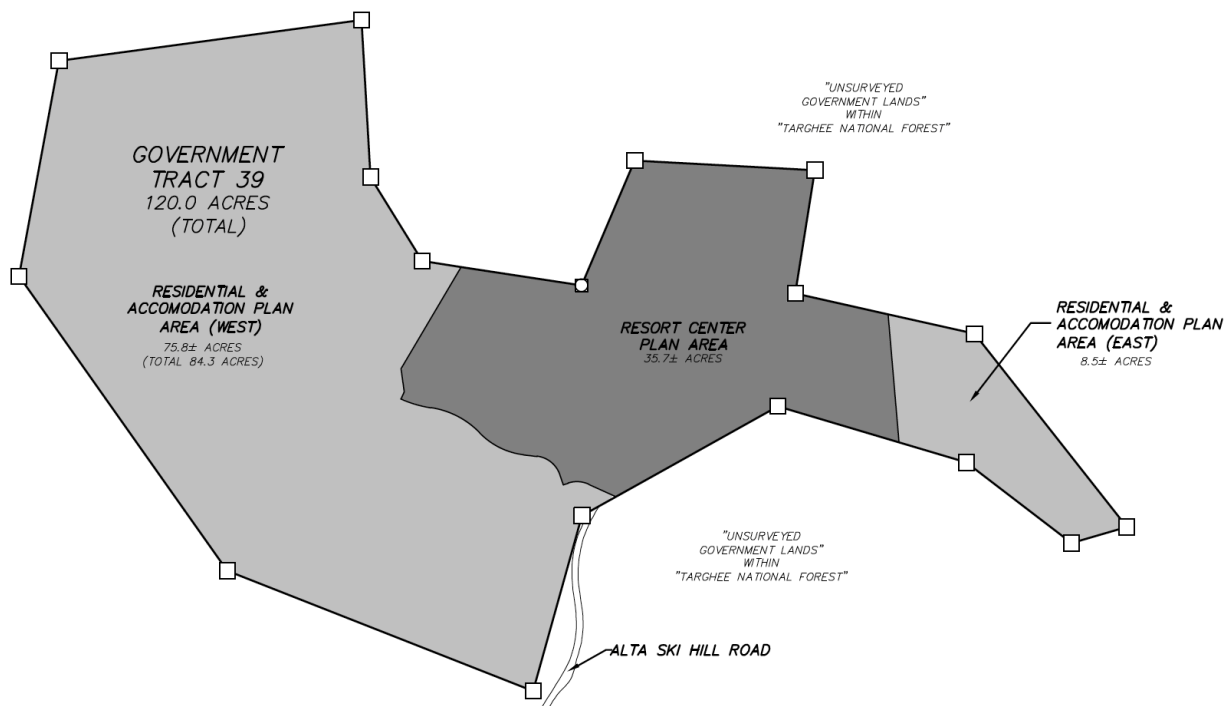 "UNSURVEYED
GOVERNMENT LANDS"
WITHIN
"TARGHEE NATIONAL FOREST"
GOVERNMENT
TRACT 39
120.0 ACRES
(TOTAL)
RESIDENTIAL &
ACCOMODATION PLAN
AREA (WEST)
75.8± ACRES
(TOTAL 84.3 ACRES)
RESORT CENTER
PLAN AREA
35.7± ACRES
RESIDENTIAL &
ACCOMODATION PLAN
AREA (EAST)
8.5± ACRES
"UNSURVEYED
GOVERNMENT LANDS"
WITHIN
"TARGHEE NATIONAL FOREST"
ALTA SKI HILL ROAD